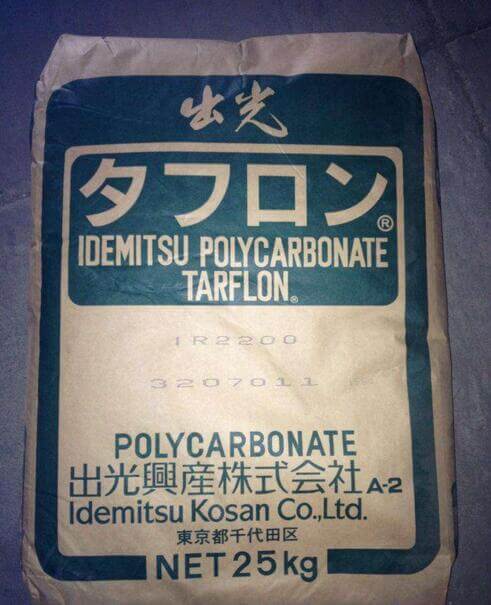 出光
タフロン®
IDEMITSU POLYCARBONATE
TARFLON®
IR2200
3207011
POLYCARBONATE
出光興産株式会社 A-2
Idemitsu Kosan Co.,Ltd.
東京都千代田区
NET 25kg